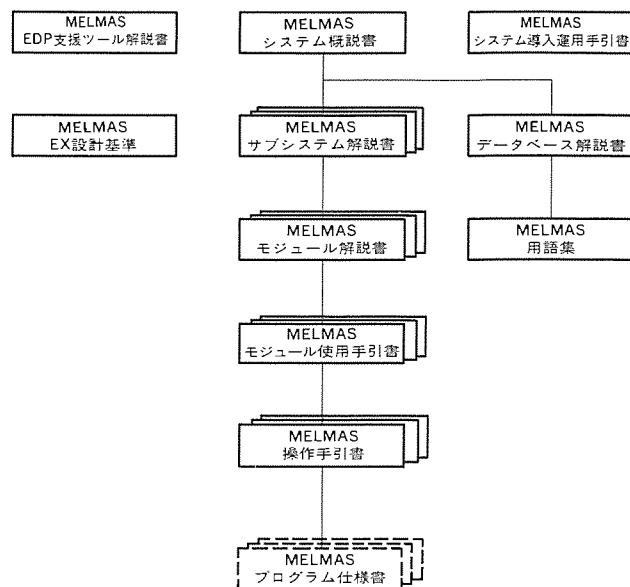 MELMAS
EDP支援ツール解説書
MELMAS
システム概説書
MELMAS
システム導入運用手引書
MELMAS
EX設計基準
MELMAS
サブシステム解説書
MELMAS
データベース解説書
MELMAS
モジュール解説書
MELMAS
用語集
MELMAS
モジュール使用手引書
MELMAS
操作手引書
MELMAS
プログラム仕様書